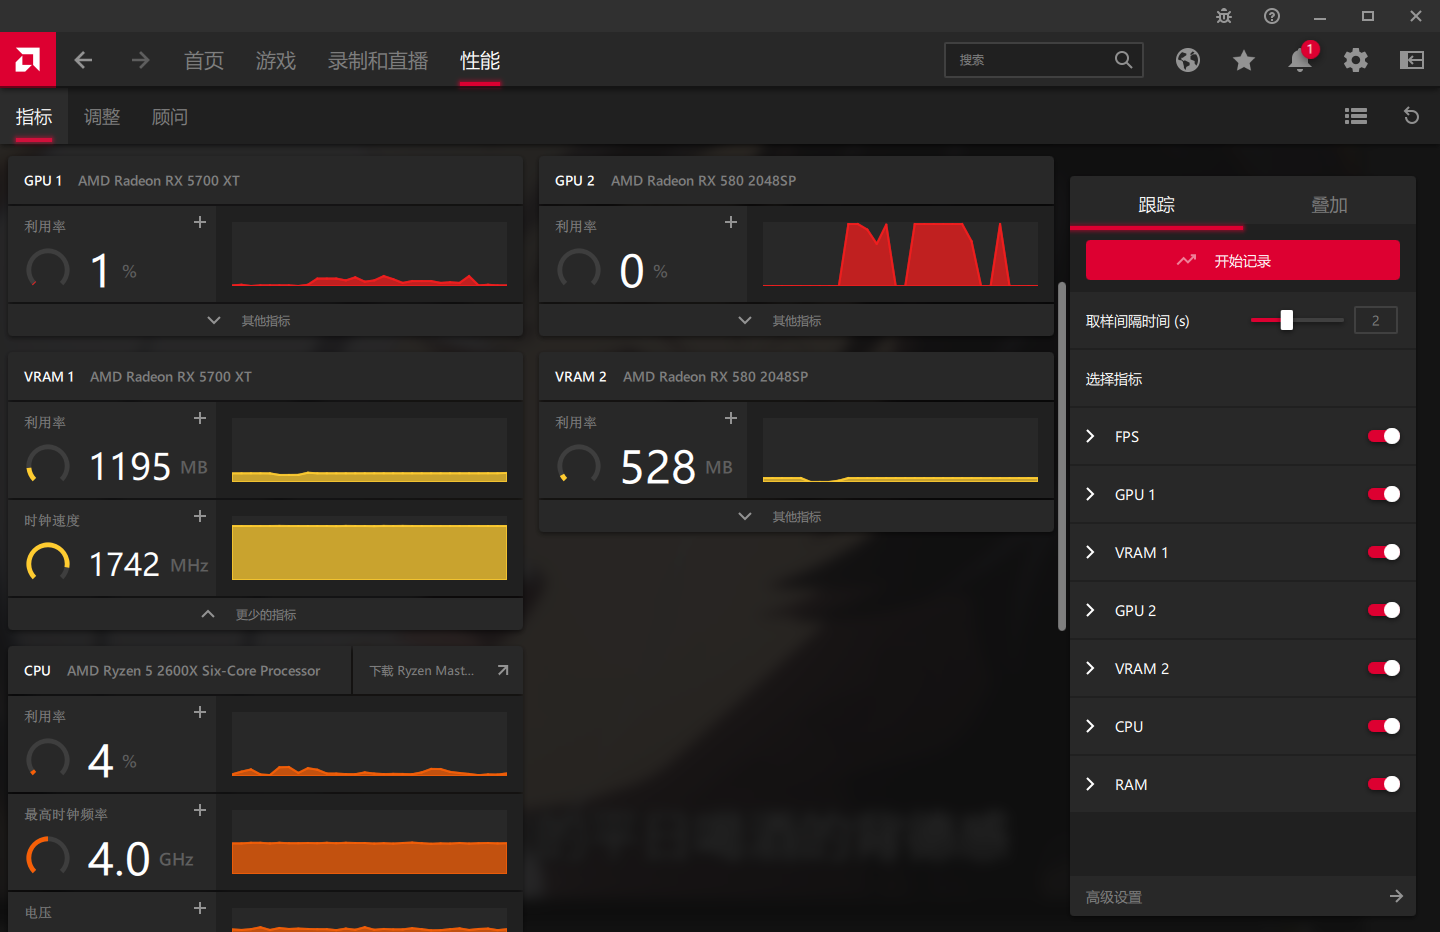 首页 游戏 录制和直播 性能 搜索 1
指标 调整 顾问
GPU 1 AMD Radeon RX 5700 XT
利用率
1 %
其他指标
GPU 2 AMD Radeon RX 580 2048SP
利用率
0 %
其他指标
VRAM 1 AMD Radeon RX 5700 XT
利用率
1195 MB
时钟速度
1742 MHz
更少的指标
VRAM 2 AMD Radeon RX 580 2048SP
利用率
528 MB
其他指标
CPU AMD Ryzen 5 2600X Six-Core Processor 下载 Ryzen Mast...
利用率
4 %
最高时钟频率
4.0 GHz
电压
跟踪 叠加
开始记录
取样间隔时间 (s) 2
选择指标
FPS
GPU 1
VRAM 1
GPU 2
VRAM 2
CPU
RAM
高级设置